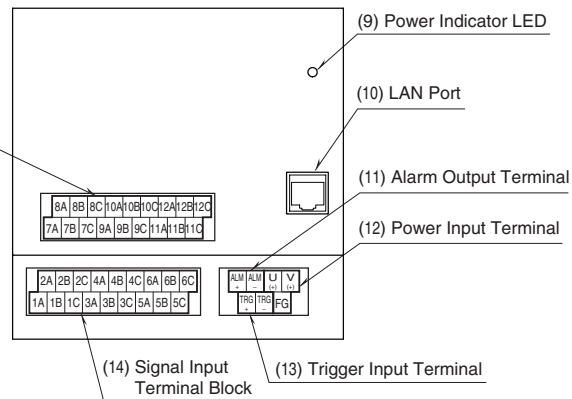 (9) Power Indicator LED
(10) LAN Port
(11) Alarm Output Terminal
8A 8B 8C 10A 10B 10C 12A 12B 12C
7A 7B 7C 9A 9B 9C 11A 11B 11C
(12) Power Input Terminal
2A 2B 2C 4A 4B 4C 6A 6B 6C
1A 1B 1C 3A 3B 3C 5A 5B 5C
ALM + ALM – U (+) V (+)
TRG + TRG – FG
(14) Signal Input
Terminal Block
(13) Trigger Input Terminal